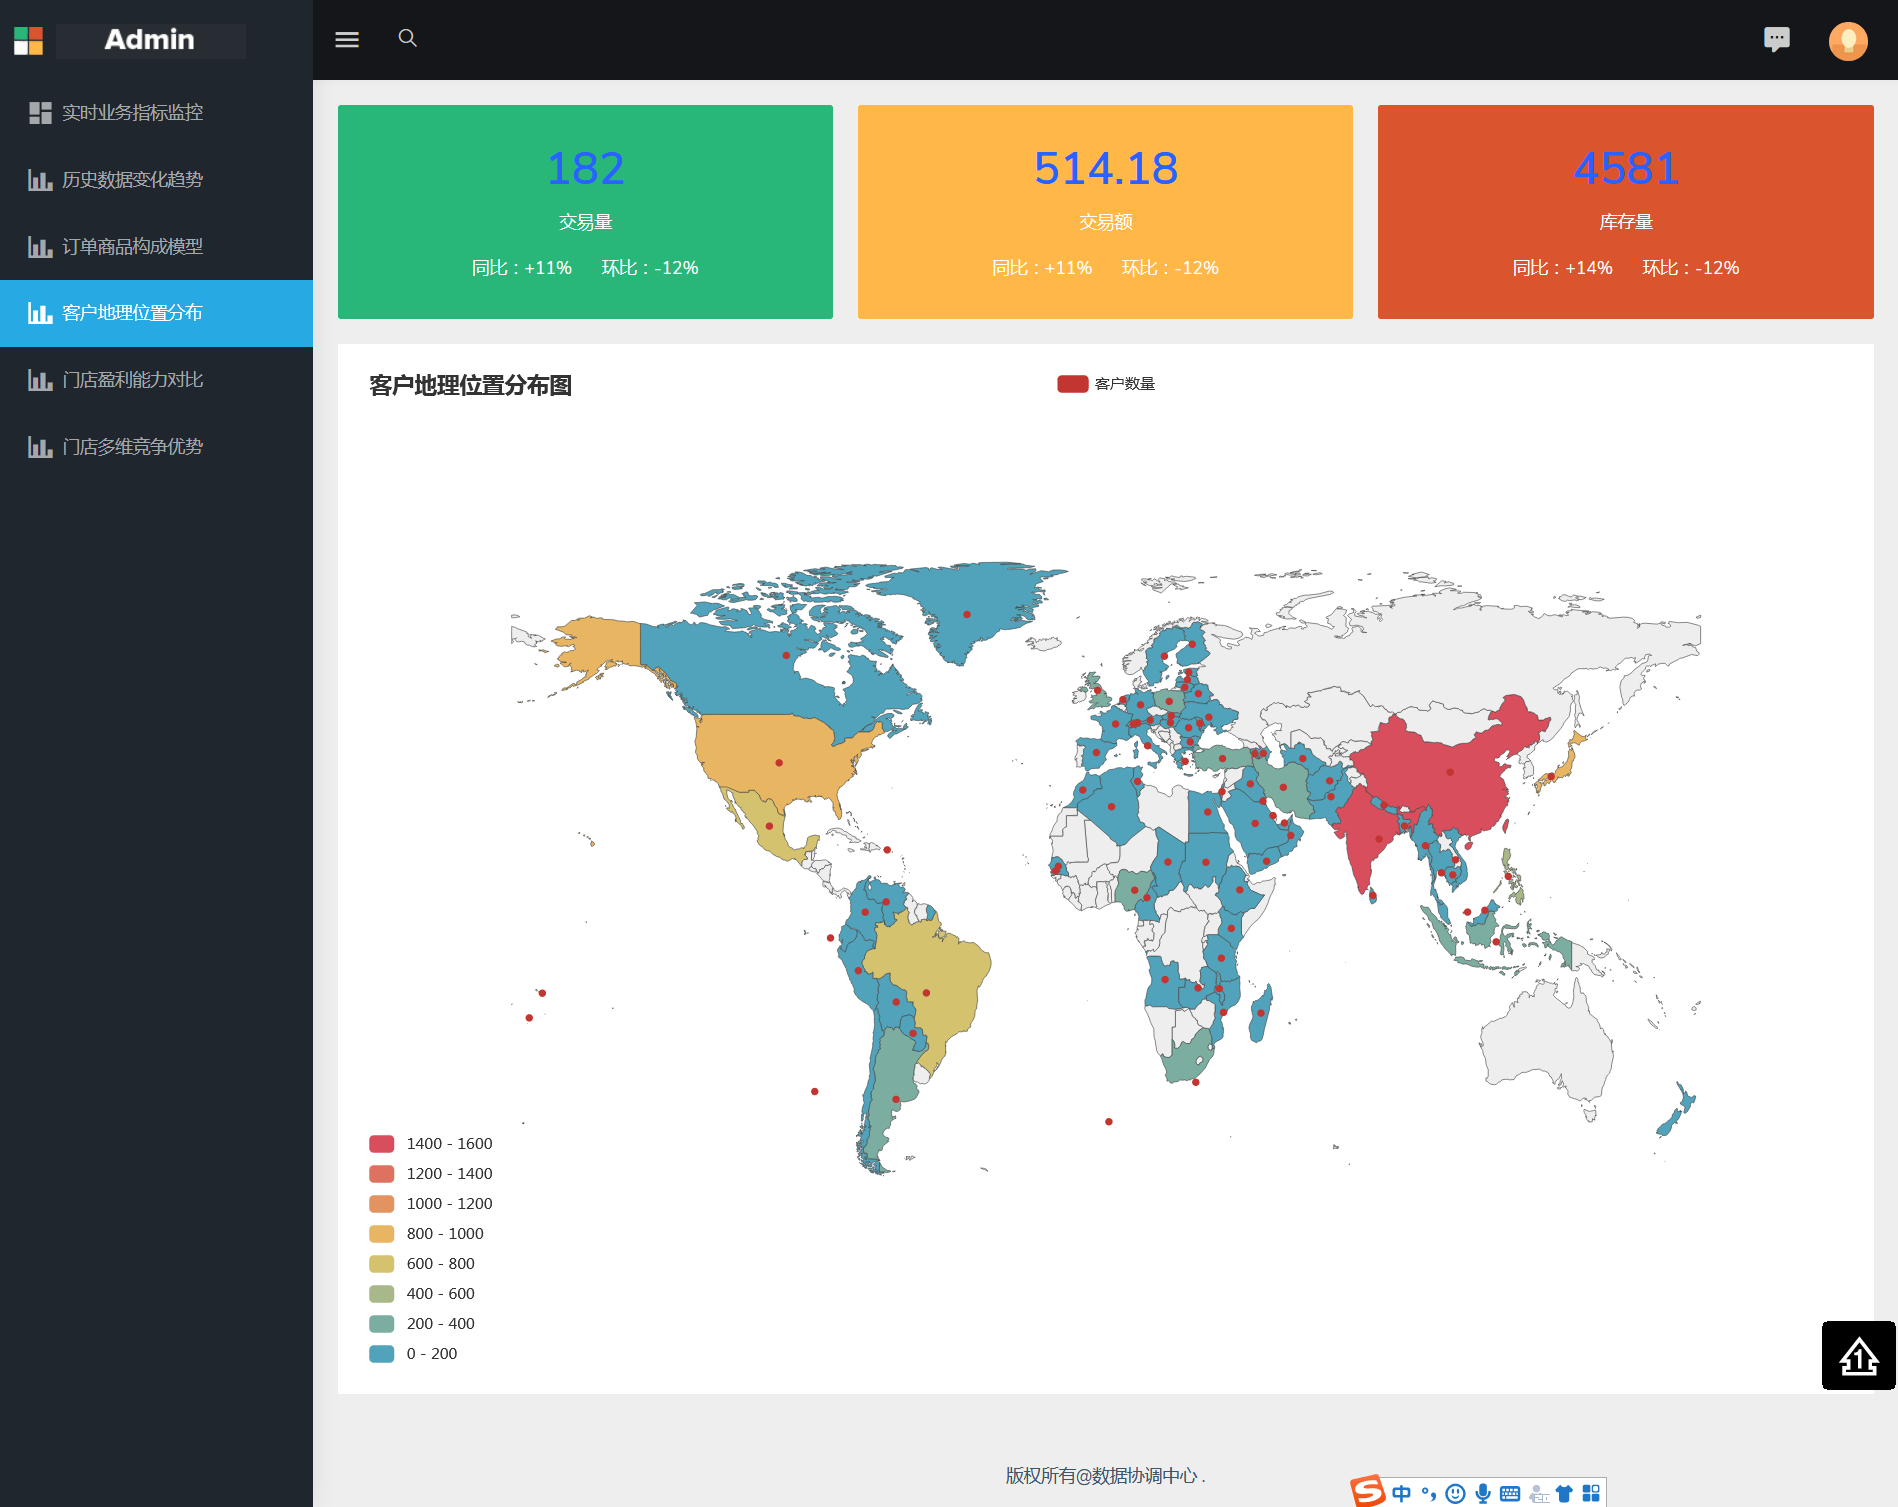 Admin
实时业务指标监控
历史数据变化趋势
订单商品构成模型
客户地理位置分布
门店盈利能力对比
门店多维竞争优势
182
交易量
同比：+11% 环比：-12%
514.18
交易额
同比：+11% 环比：-12%
4581
库存量
同比：+14% 环比：-12%
客户地理位置分布图
客户数量
1400 - 1600
1200 - 1400
1000 - 1200
800 - 1000
600 - 800
400 - 600
200 - 400
0 - 200
版权所有@数据协调中心 .
中